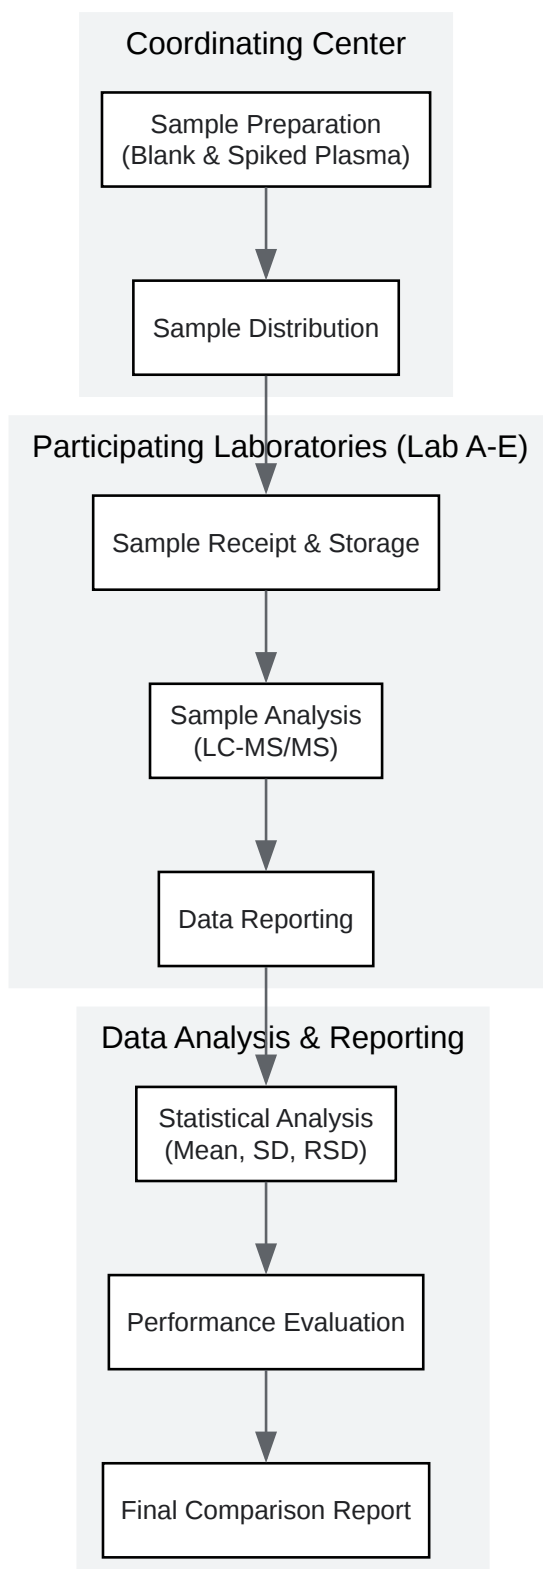 Coordinating Center
Sample Preparation
(Blank & Spiked Plasma)
Sample Distribution
Participating Laboratories (Lab A-E)
Sample Receipt & Storage
Sample Analysis
(LC-MS/MS)
Data Reporting
Data Analysis & Reporting
Statistical Analysis
(Mean, SD, RSD)
Performance Evaluation
Final Comparison Report